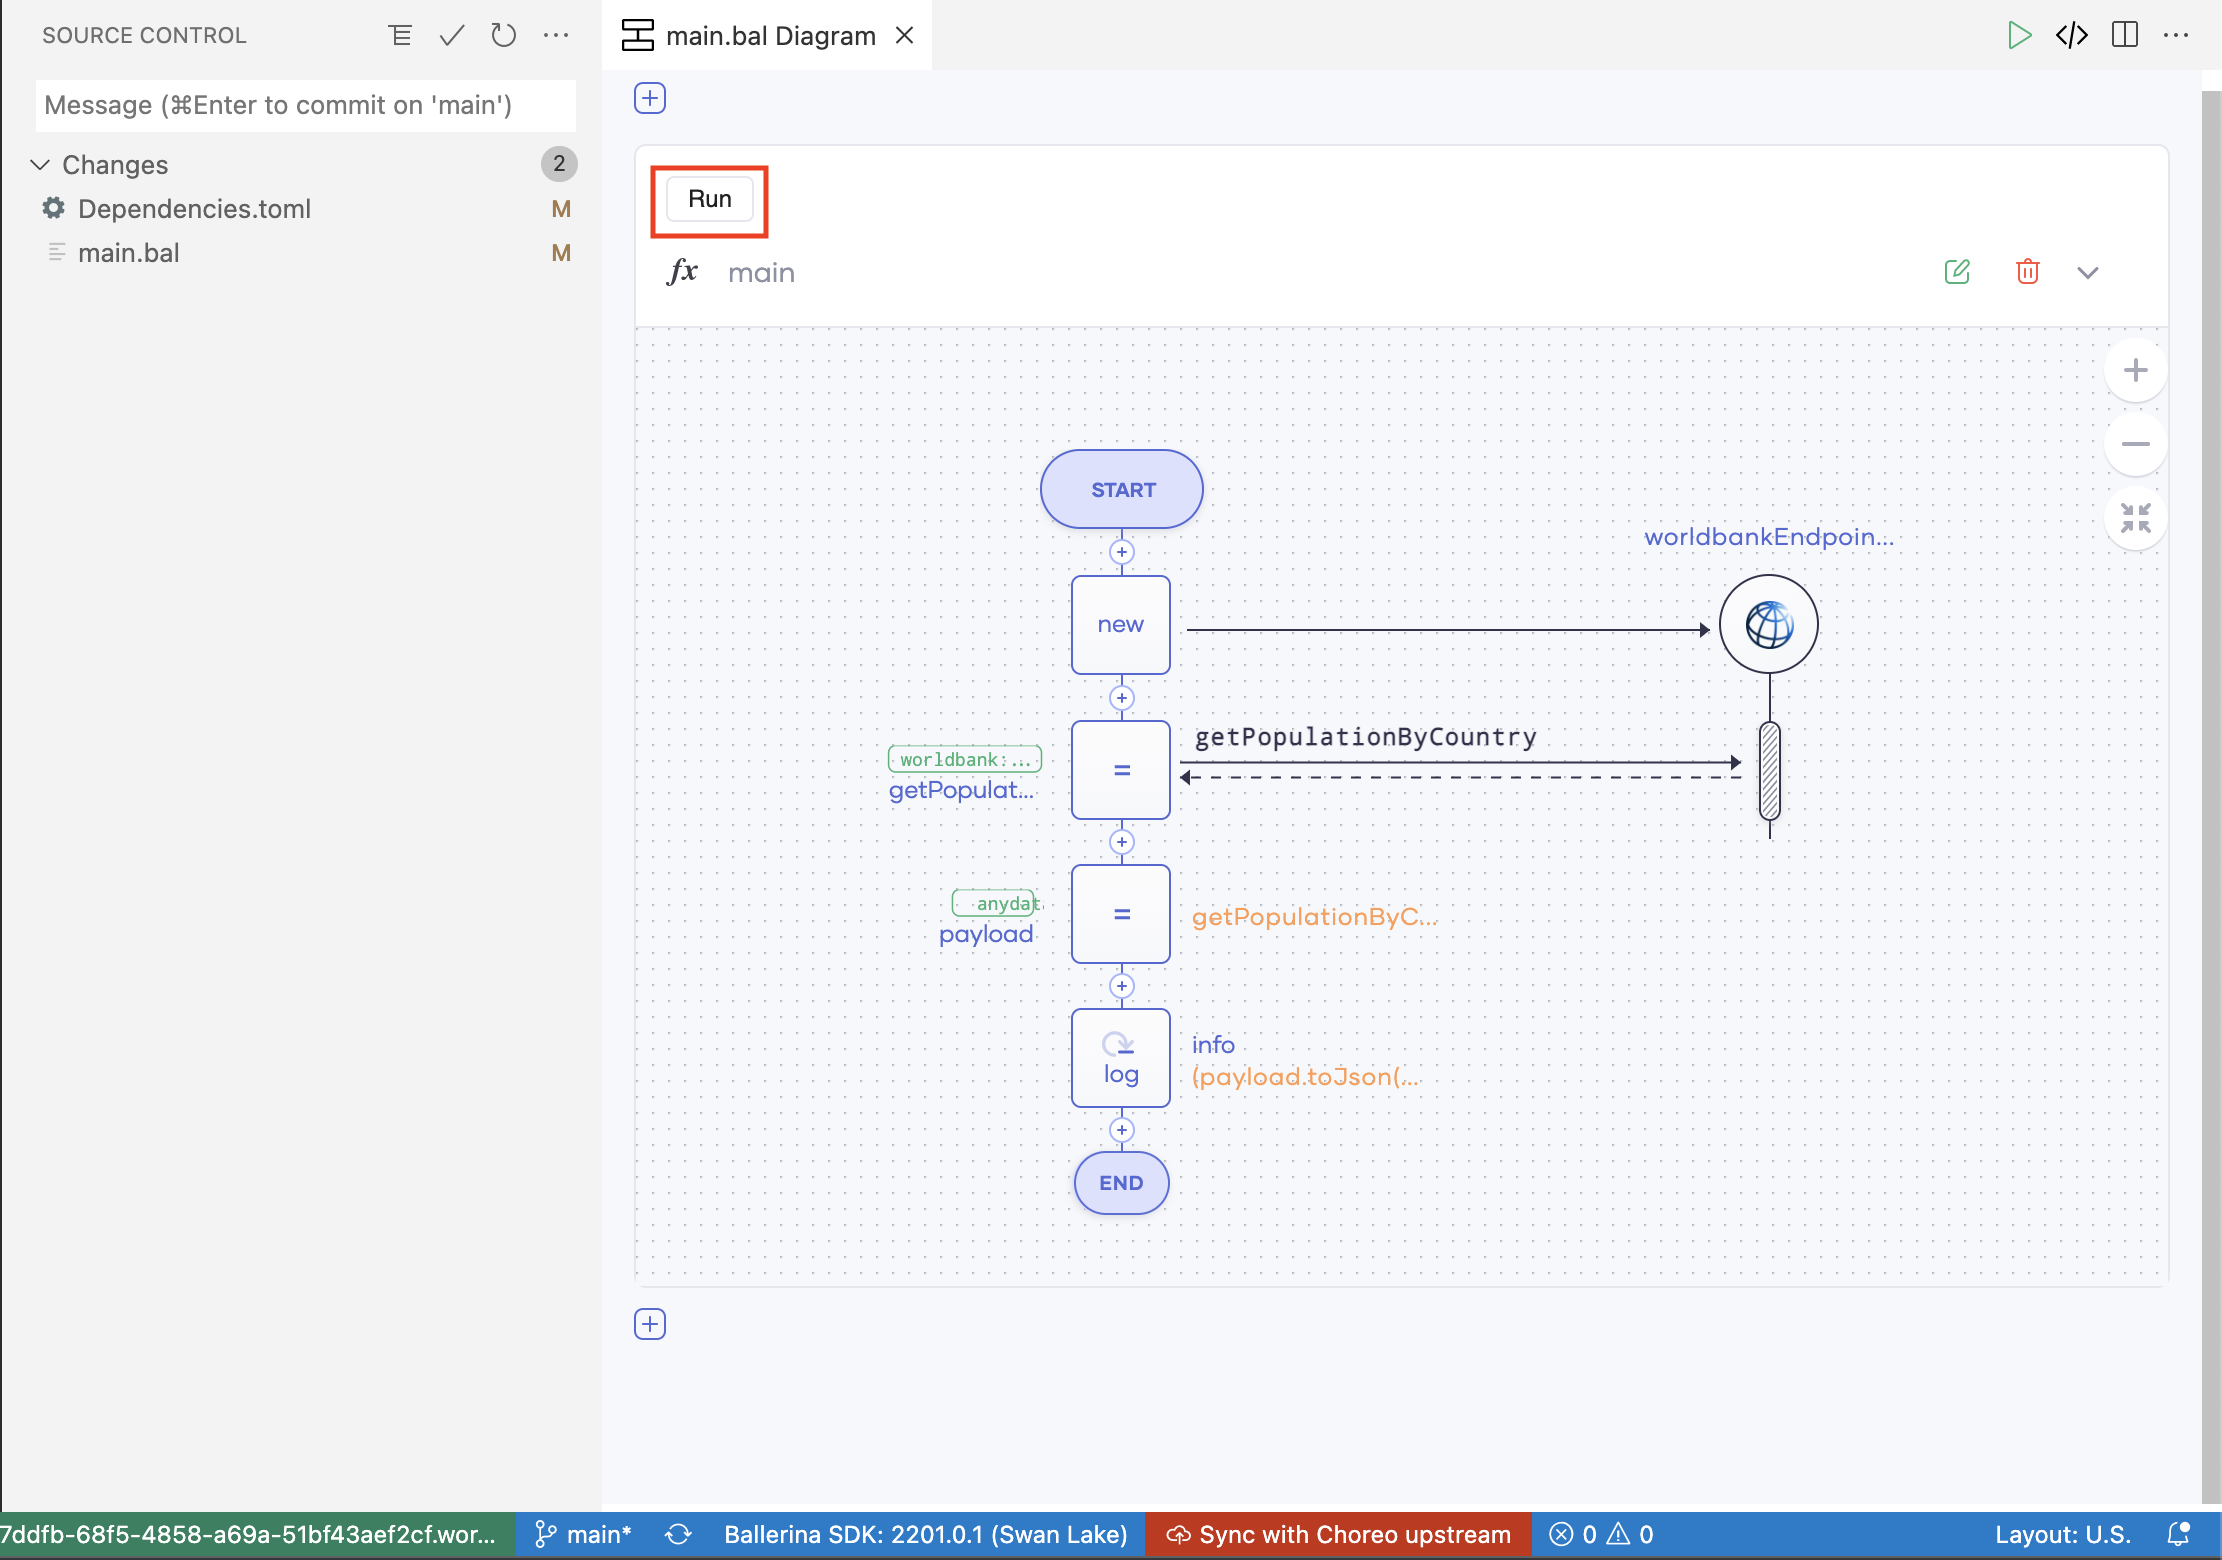 SOURCE CONTROL
main.bal Diagram
Message (⌘Enter to commit on 'main')
Changes
2
Dependencies.toml
M
main.bal
M
Run
fx main
START
worldbankEndpoin...
new
getPopulationByCountry
worldbank:...
getPopulat...
=
anydat
payload
=
getPopulationByC...
log
info
(payload.toJson(...
END
7ddfb-68f5-4858-a69a-51bf43aef2cf.wor...
main*
Ballerina SDK: 2201.0.1 (Swan Lake)
Sync with Choreo upstream
0
0
Layout: U.S.